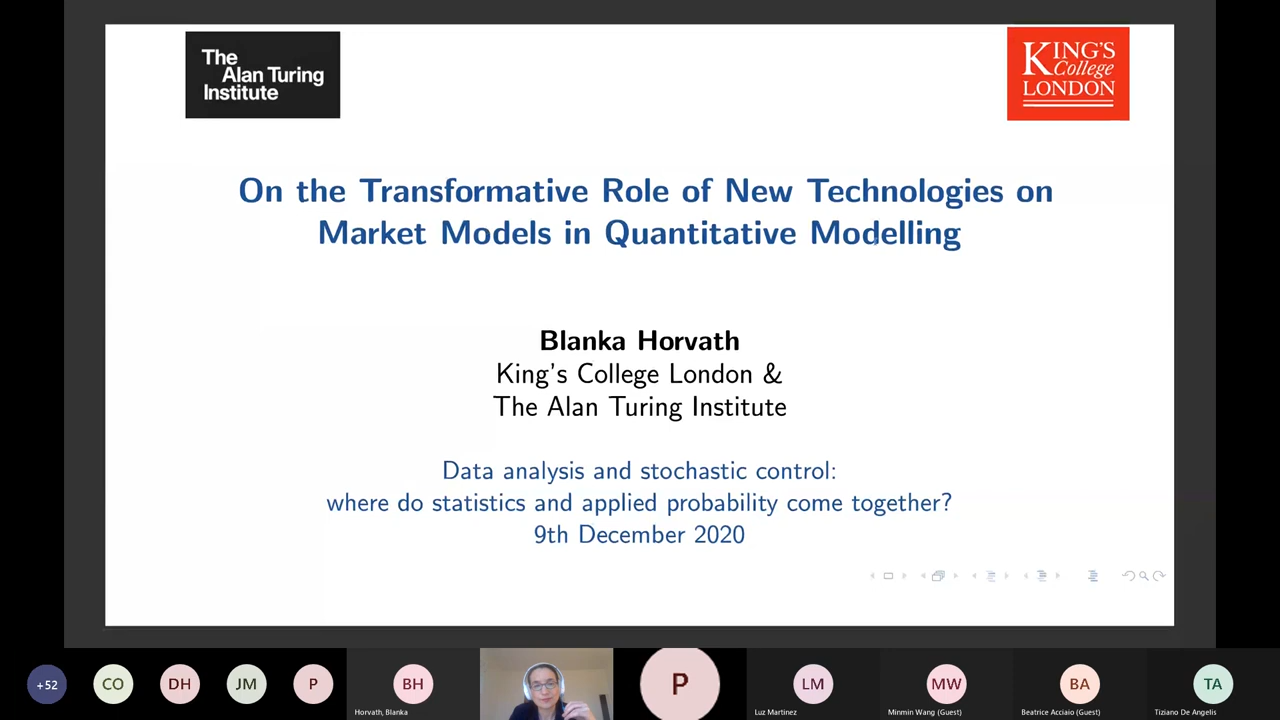 The
Alan Turing
Institute
KING'S
College
LONDON
On the Transformative Role of New Technologies on
Market Models in Quantitative Modelling
Blanka Horvath
King's College London &
The Alan Turing Institute
Data analysis and stochastic control:
where do statistics and applied probability come together?
9th December 2020
+52
CO
DH
JM
P
BH
Horvath, Blanka
P
LM
Luz Martinez
MW
Minmin Wang (Guest)
BA
Beatrice Acciaio (Guest)
TA
Tiziano De Angelis